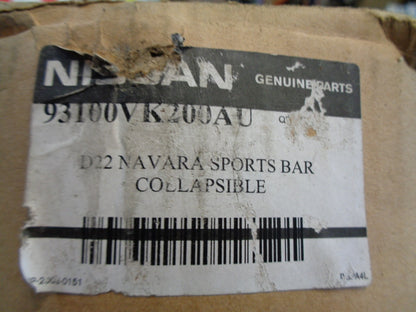 NISSAN GENUINE PARTS
93100VK200AU
D22 NAVARA SPORTS BAR
COLLAPSIBLE